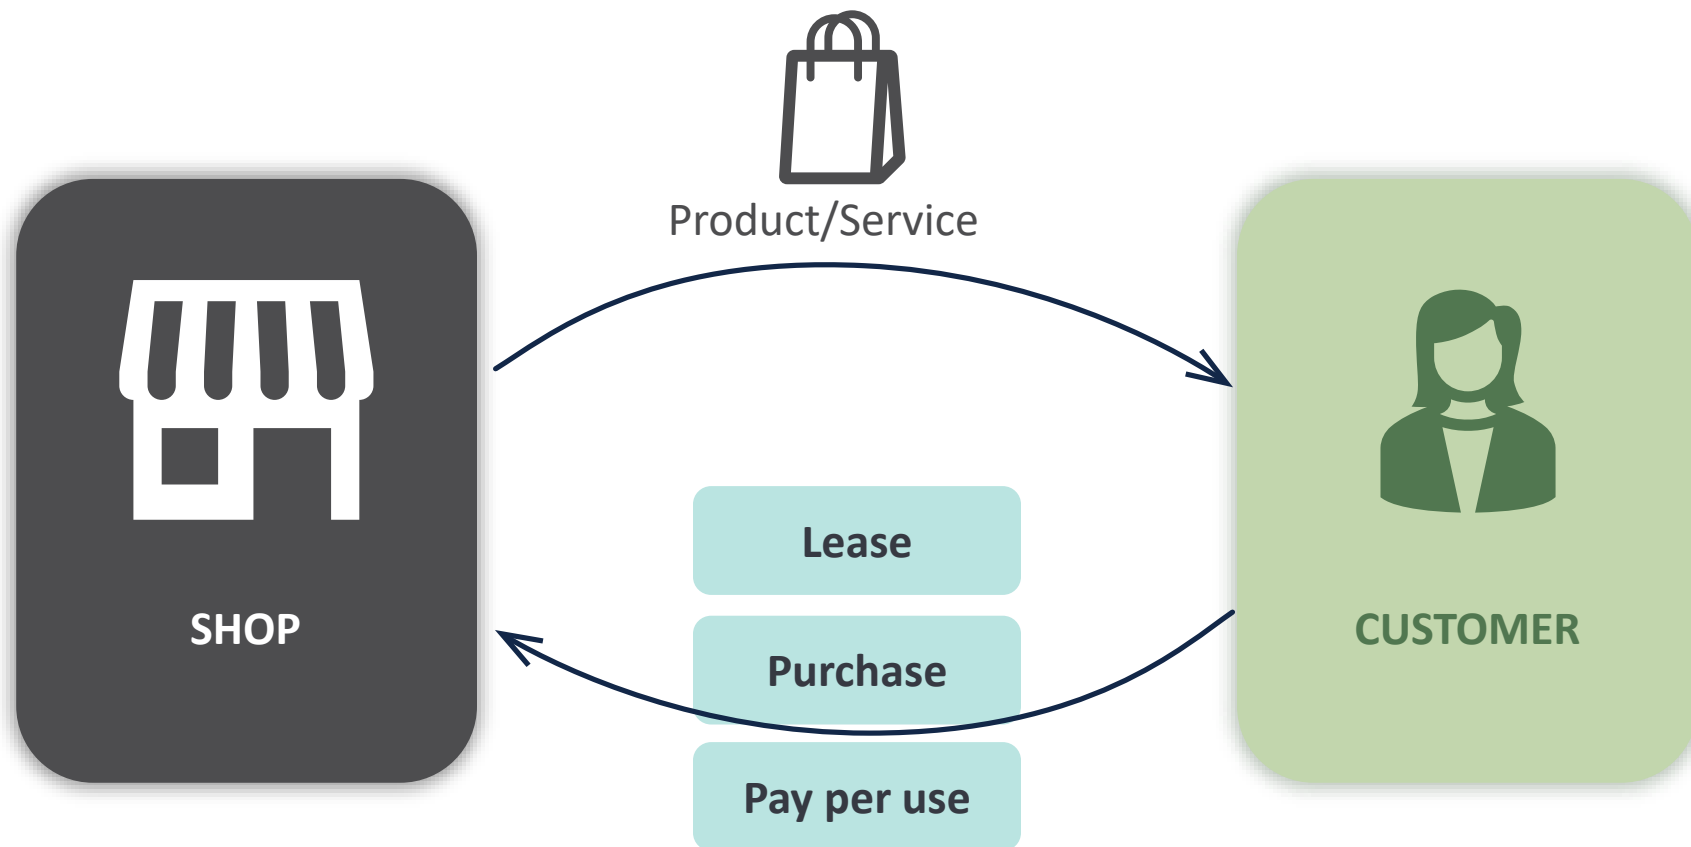 Product/Service
SHOP
Lease
Purchase
Pay per use
CUSTOMER